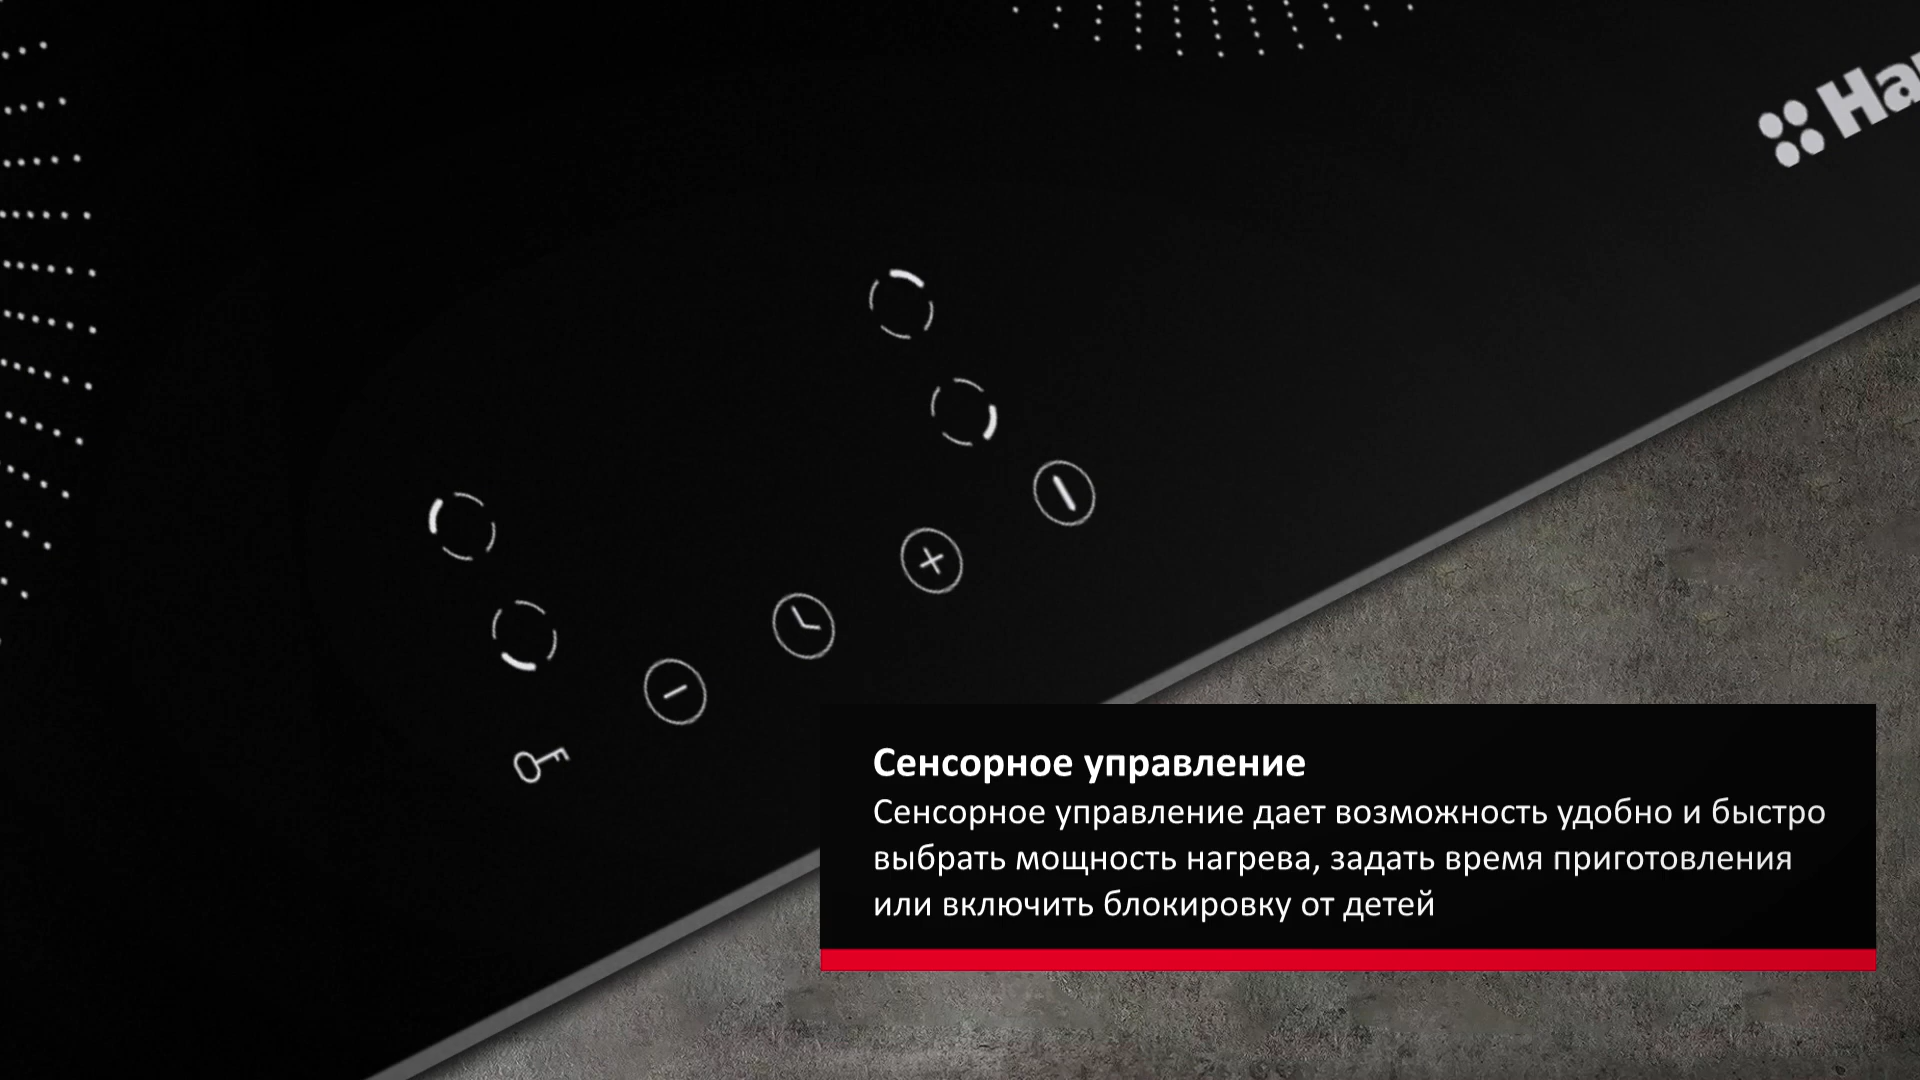 Ha
Сенсорное управление
Сенсорное управление дает возможность удобно и быстро
выбрать мощность нагрева, задать время приготовления
или включить блокировку от детей